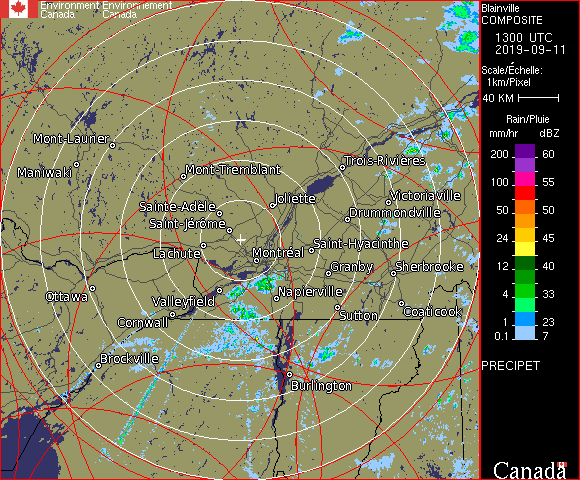 Environment Environnement
Canada Canada
Blainville
COMPOSITE
1300 UTC
2019-09-11
Scale/Échelle:
1km/Pixel
40 KM
Rain/Pluie
mm/hr dBZ
200 60
100 55
50 50
24 45
12 40
4 33
1 23
0.1 7
PRECIPET
Mont-Laurier
Maniwaki
Mont-Tremblant
Trois-Rivières
Joliette
Victoriaville
Sainte-Adèle
Drummondville
Saint-Jérôme
Lachute
Montréal
Saint-Hyacinthe
Granby
Sherbrooke
Ottawa
Valleyfield
Napierville
Cornwall
Sutton
Coaticook
Brockville
Burlington
Canada